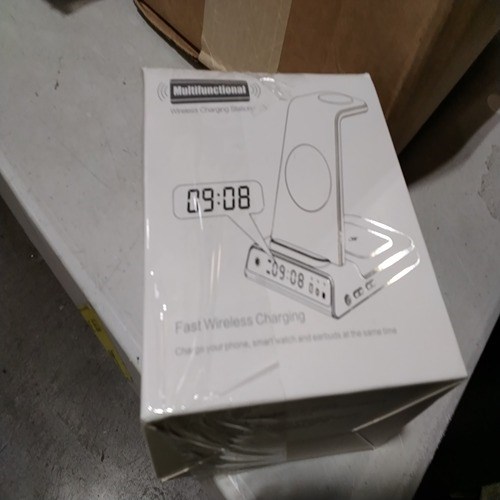 Multifunctional
Wireless Charging Station
09:08
09:08
Fast Wireless Charging
Charge your phone, smart watch and earbuds at the same time